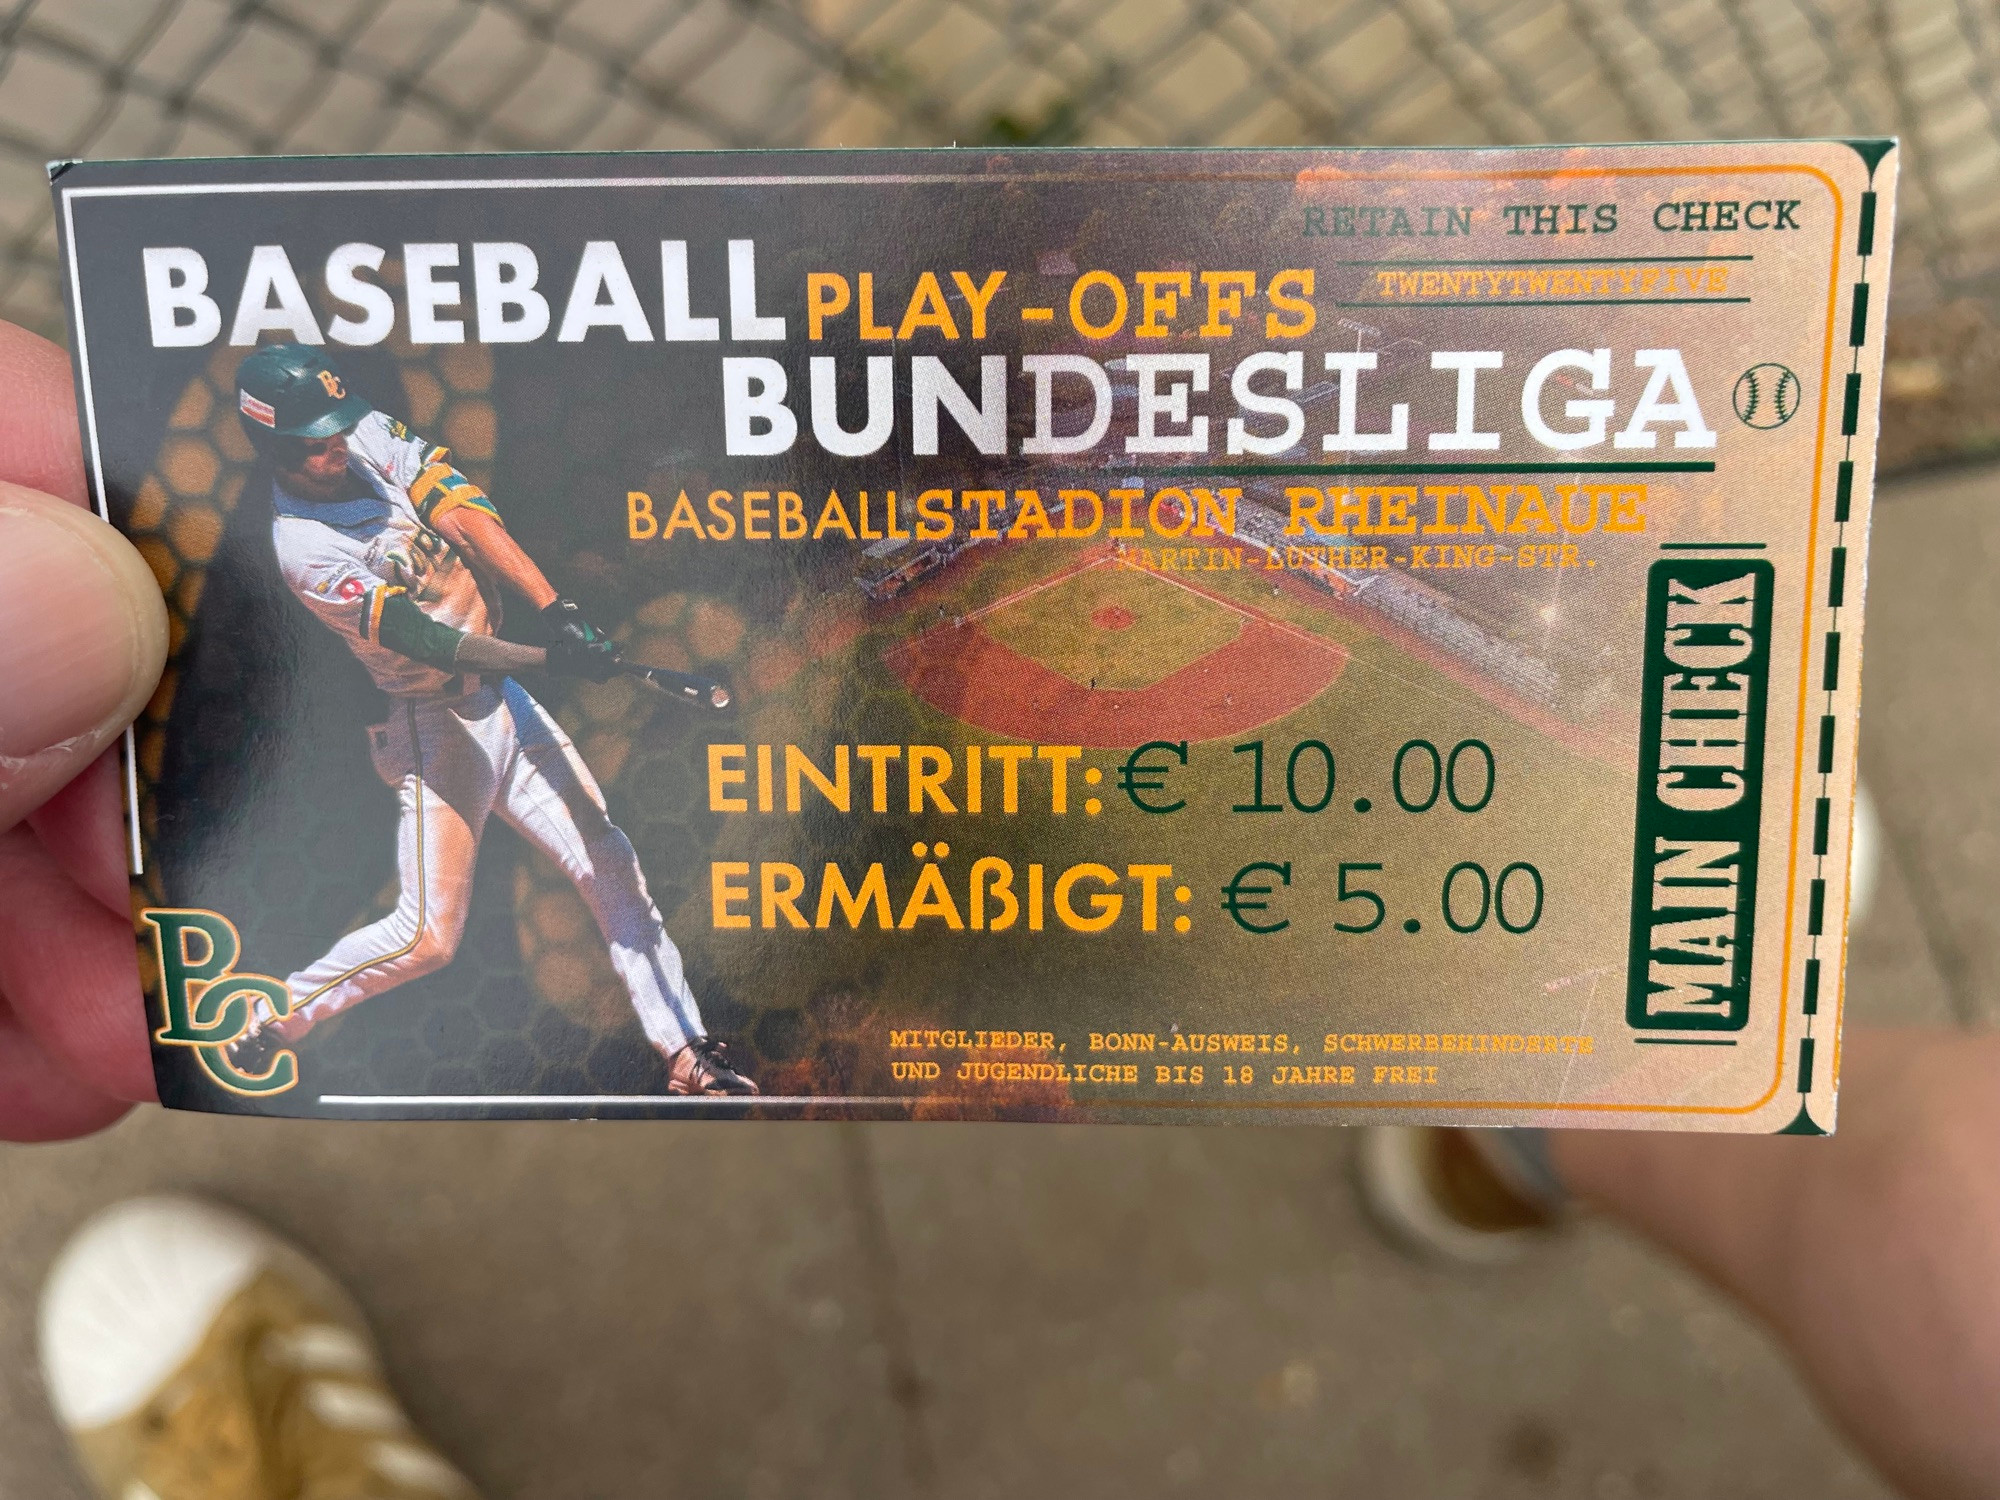 RETAIN THIS CHECK
TWENTYTWENTYFIVE
BASEBALL PLAY-OFFS
BUNDESLIGA
BASEBALLSTADION RHEINAUE
MARTIN-LUTHER-KING-STR.
EINTRITT: € 10.00
ERMÄßIGT: € 5.00
MITGLIEDER, BONN-AUSWEIS, SCHWERBEHINDERTE
UND JUGENDLICHE BIS 18 JAHRE FREI
MAIN CHECK
BC
BC